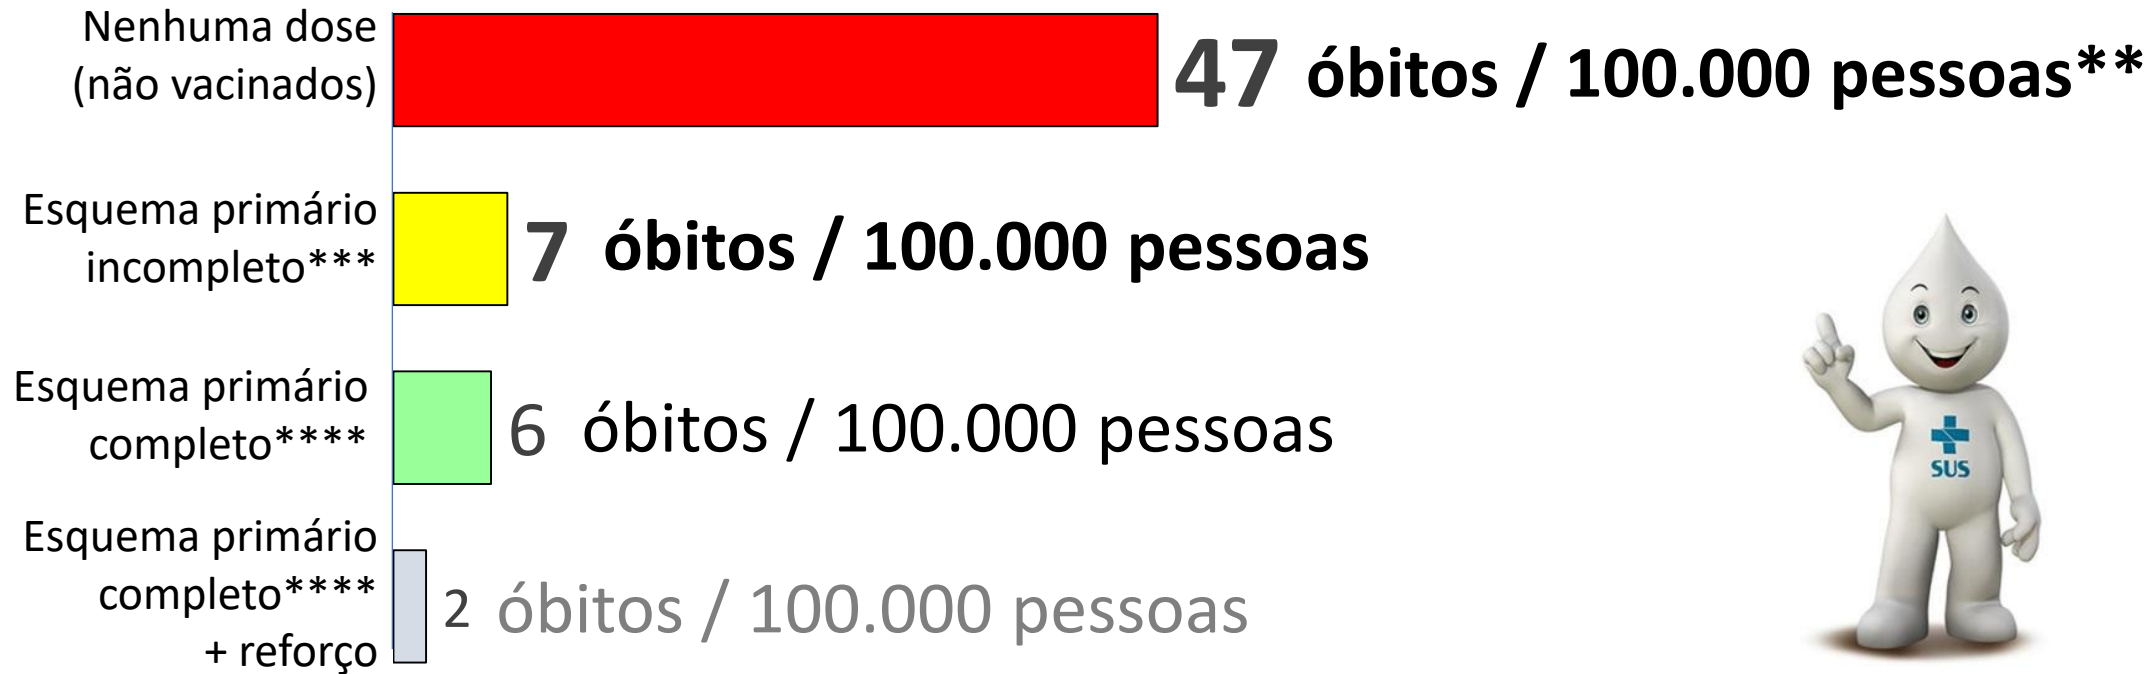 Nenhuma dose
(não vacinados)
47 óbitos / 100.000 pessoas**
Esquema primário
incompleto***
7 óbitos / 100.000 pessoas
Esquema primário
completo****
6 óbitos / 100.000 pessoas
Esquema primário
completo****
+ reforço
2 óbitos / 100.000 pessoas
SUS